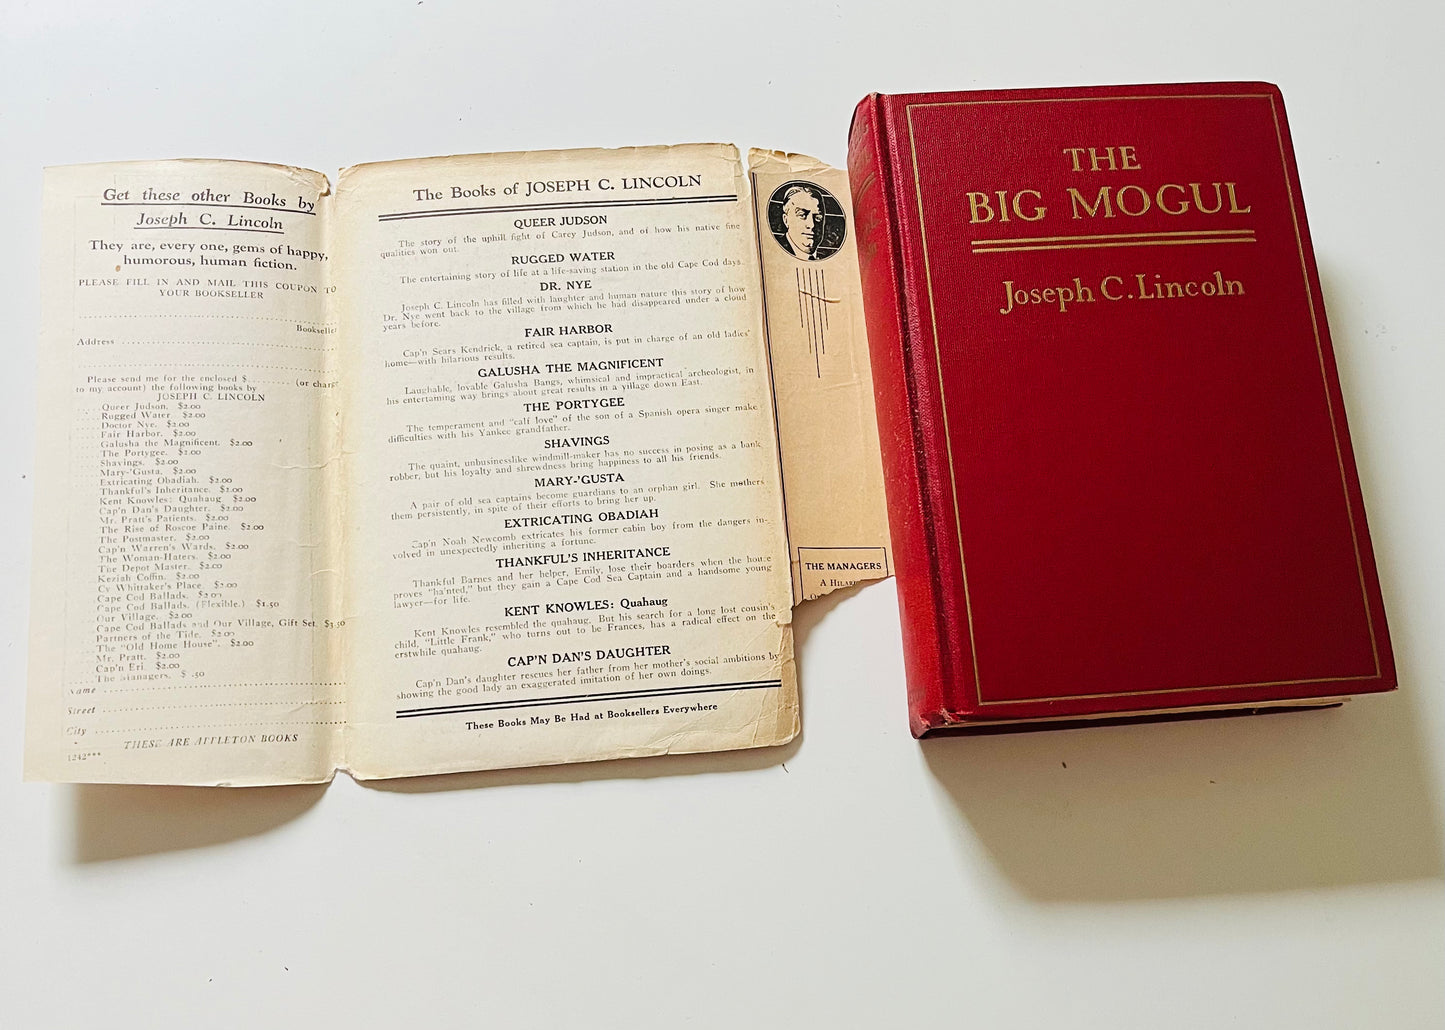 Get these other Books by
Joseph C. Lincoln
They are, every one, gems of happy,
humorous, human fiction.
PLEASE FILL IN AND MAIL THIS COUPON TO
YOUR BOOKSELLER
Bookseller
Address
Please send me for the enclosed $ (or charge
to my account) the following books by
JOSEPH C. LINCOLN
Queer Judson. $2.00
Rugged Water $2.00
Doctor Nye. $2.00
Fair Harbor. $2.00
Galusha the Magnificent. $2.00
The Portygee. $2.00
Shavings. $2.00
Mary-'Gusta. $2.00
Extricating Obadiah. $2.00
Thankful's Inheritance. $2.00
Kent Knowles: Quahaug $2.00
Cap'n Dan's Daughter. $2.00
Mr. Pratt's Patients. $2.00
The Rise of Roscoe Paine. $2.00
The Postmaster. $2.00
Cap'n Warren's Wards. $2.00
The Woman-Haters. $2.00
The Depot Master. $2.00
Keziah Coffin. $2.00
Cy Whittaker's Place. $2.00
Cape Cod Ballads. $2.00
Cape Cod Ballads. (Flexible.) $1.50
Our Village. $2.00
Cape Cod Ballads and Our Village, Gift Set. $3.50
Partners of the Tide. $2.00
The "Old Home House". $2.00
Mr. Pratt. $2.00
Cap'n Eri. $2.00
The Managers. $ .50
Name
Street
City
THESE ARE APPLETON BOOKS
1242***
The Books of JOSEPH C. LINCOLN
QUEER JUDSON
The story of the uphill fight of Carey Judson, and of how his native fine
qualities won out.
RUGGED WATER
The entertaining story of life at a life-saving station in the old Cape Cod days.
DR. NYE
Joseph C. Lincoln has filled with laughter and human nature this story of how
Dr. Nye went back to the village from which he had disappeared under a cloud
years before.
FAIR HARBOR
Cap'n Sears Kendrick, a retired sea captain, is put in charge of an old ladies'
home—with hilarious results.
GALUSHA THE MAGNIFICENT
Laughable, lovable Galusha Bangs, whimsical and impractical archeologist, in
his entertaining way brings about great results in a village down East.
THE PORTYGEE
The temperament and "calf love" of the son of a Spanish opera singer make
difficulties with his Yankee grandfather.
SHAVINGS
The quaint, unbusinesslike windmill-maker has no success in posing as a bank
robber, but his loyalty and shrewdness bring happiness to all his friends.
MARY-'GUSTA
A pair of old sea captains become guardians to an orphan girl. She mothers
them persistently, in spite of their efforts to bring her up.
EXTRICATING OBADIAH
Cap'n Noah Newcomb extricates his former cabin boy from the dangers in-
volved in unexpectedly inheriting a fortune.
THANKFUL'S INHERITANCE
Thankful Barnes and her helper, Emily, lose their boarders when the house
proves "ha'nted," but they gain a Cape Cod Sea Captain and a handsome young
lawyer—for life.
KENT KNOWLES: Quahaug
Kent Knowles resembled the quahaug. But his search for a long lost cousin's
child, "Little Frank," who turns out to be Frances, has a radical effect on the
erstwhile quahaug.
CAP'N DAN'S DAUGHTER
Cap'n Dan's daughter rescues her father from her mother's social ambitions by
showing the good lady an exaggerated imitation of her own doings.
These Books May Be Had at Booksellers Everywhere
THE MANAGERS
THE
BIG MOGUL
Joseph C. Lincoln